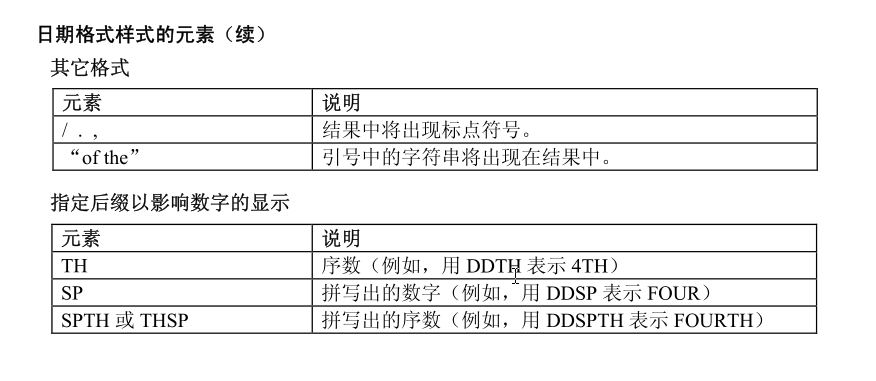 日期格式样式的元素（续）
其它格式
元素 说明
/ . , 结果中将出现标点符号。
“of the” 引号中的字符串将出现在结果中。
指定后缀以影响数字的显示
元素 说明
TH 序数（例如，用 DDTH 表示 4TH）
SP 拼写出的数字（例如，用 DDSP 表示 FOUR）
SPTH 或 THSP 拼写出的序数（例如，用 DDSPTH 表示 FOURTH）